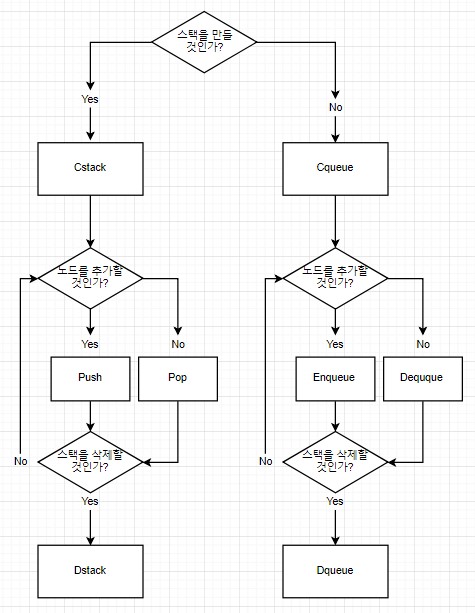 스택을 만들
것인가?
Yes
No
Cstack
Cqueue
노드를 추가할
것인가?
노드를 추가할
것인가?
Yes
No
Yes
No
Push
Pop
Enqueue
Dequque
No
스택을 삭제할
것인가?
No
스택을 삭제할
것인가?
Yes
Yes
Dstack
Dqueue